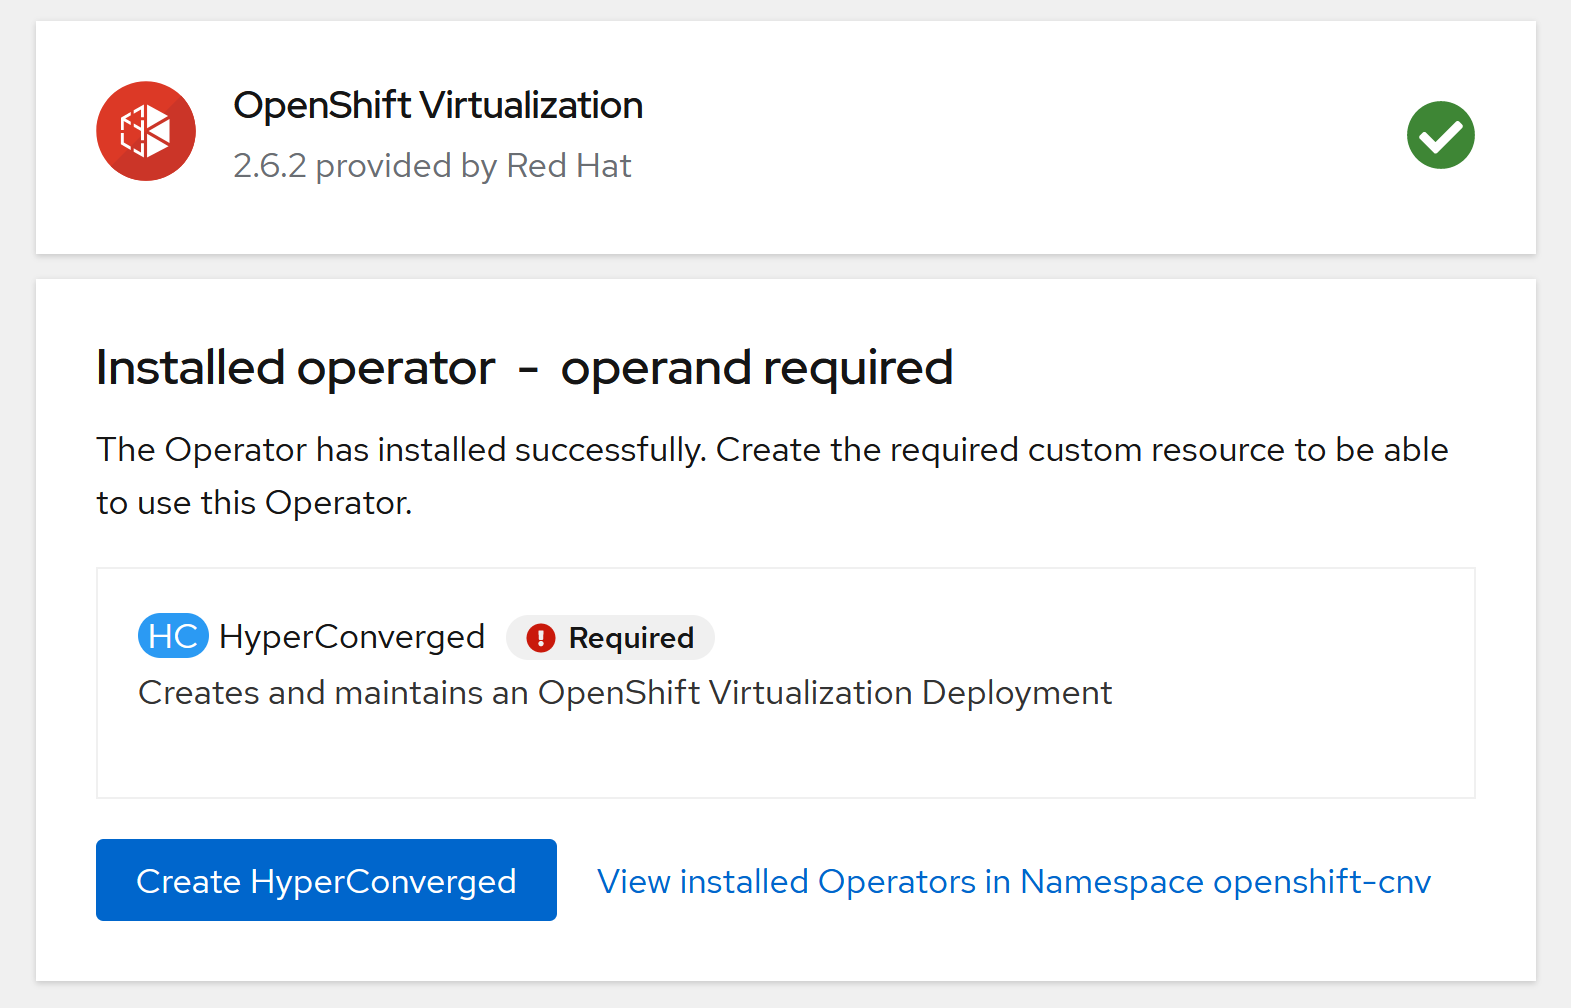 OpenShift Virtualization
2.6.2 provided by Red Hat
Installed operator - operand required
The Operator has installed successfully. Create the required custom resource to be able
to use this Operator.
HC HyperConverged Required
Creates and maintains an OpenShift Virtualization Deployment
Create HyperConverged View installed Operators in Namespace openshift-cnv